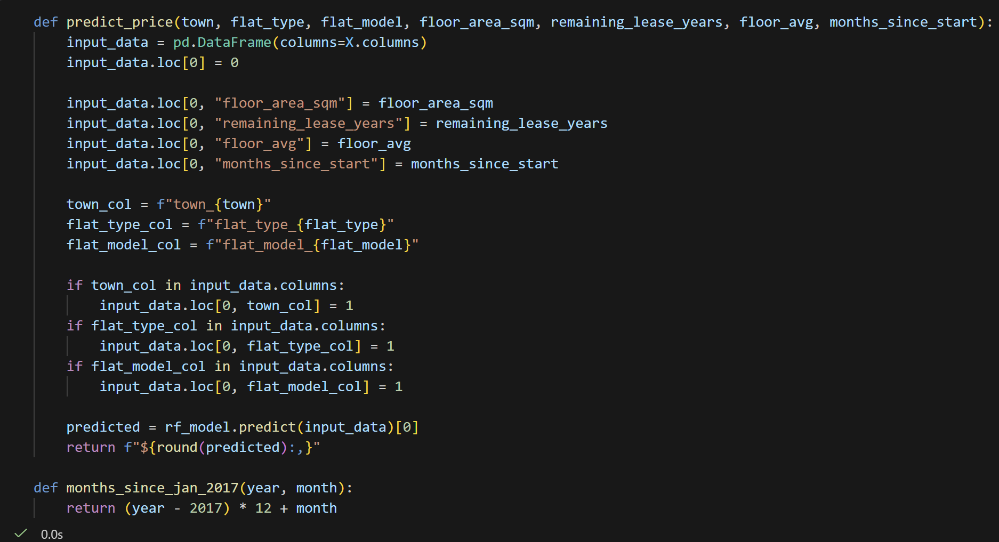 def predict_price(town, flat_type, flat_model, floor_area_sqm, remaining_lease_years, floor_avg, months_since_start):
    input_data = pd.DataFrame(columns=X.columns)
    input_data.loc[0] = 0

    input_data.loc[0, "floor_area_sqm"] = floor_area_sqm
    input_data.loc[0, "remaining_lease_years"] = remaining_lease_years
    input_data.loc[0, "floor_avg"] = floor_avg
    input_data.loc[0, "months_since_start"] = months_since_start

    town_col = f"town_{town}"
    flat_type_col = f"flat_type_{flat_type}"
    flat_model_col = f"flat_model_{flat_model}"

    if town_col in input_data.columns:
        input_data.loc[0, town_col] = 1
    if flat_type_col in input_data.columns:
        input_data.loc[0, flat_type_col] = 1
    if flat_model_col in input_data.columns:
        input_data.loc[0, flat_model_col] = 1

    predicted = rf_model.predict(input_data)[0]
    return f"${round(predicted):,}"

def months_since_jan_2017(year, month):
    return (year - 2017) * 12 + month
0.0s